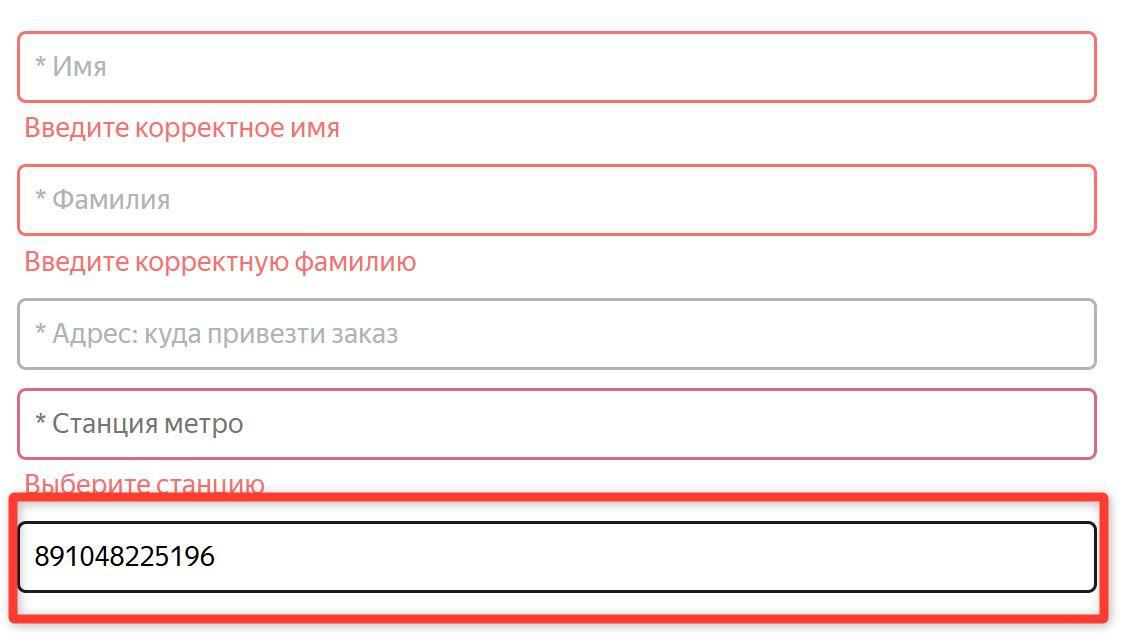 * Имя
Введите корректное имя
* Фамилия
Введите корректную фамилию
* Адрес: куда привезти заказ
* Станция метро
Выберите станцию
891048225196